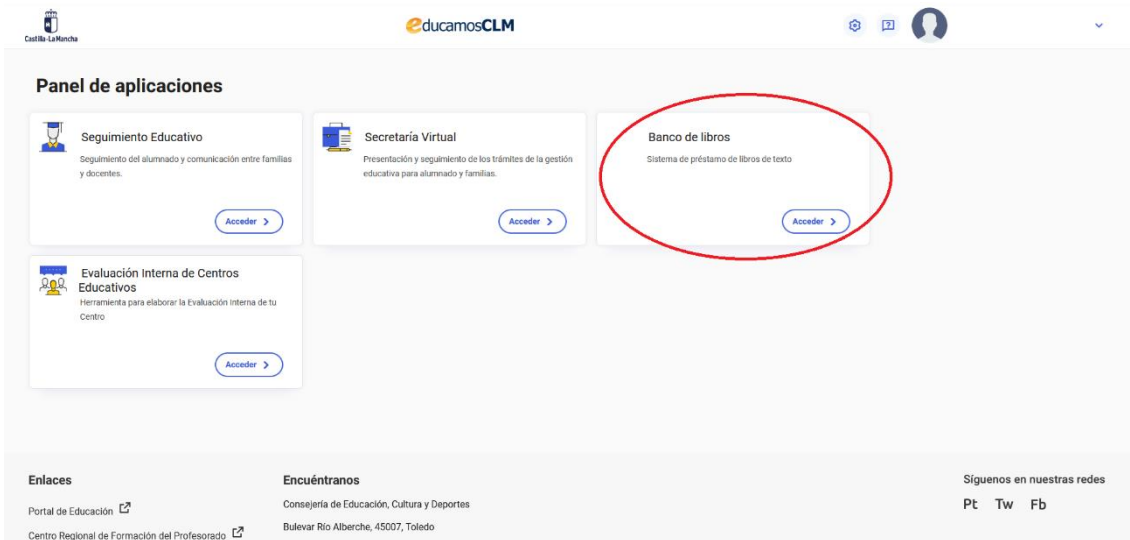 Castilla-La Mancha
educamosCLM
Panel de aplicaciones
Seguimiento Educativo
Seguimiento del alumnado y comunicación entre familias
y docentes.
Acceder >
Secretaría Virtual
Presentación y seguimiento de los trámites de la gestión
educativa para alumnado y familias.
Acceder >
Banco de libros
Sistema de préstamo de libros de texto
Acceder >
Evaluación Interna de Centros
Educativos
Herramienta para elaborar la Evaluación Interna de tu
Centro
Acceder >
Enlaces
Portal de Educación
Centro Regional de Formación del Profesorado
Encuéntranos
Consejería de Educación, Cultura y Deportes
Bulevar Río Alberche, 45007, Toledo
Síguenos en nuestras redes
Pt Tw Fb